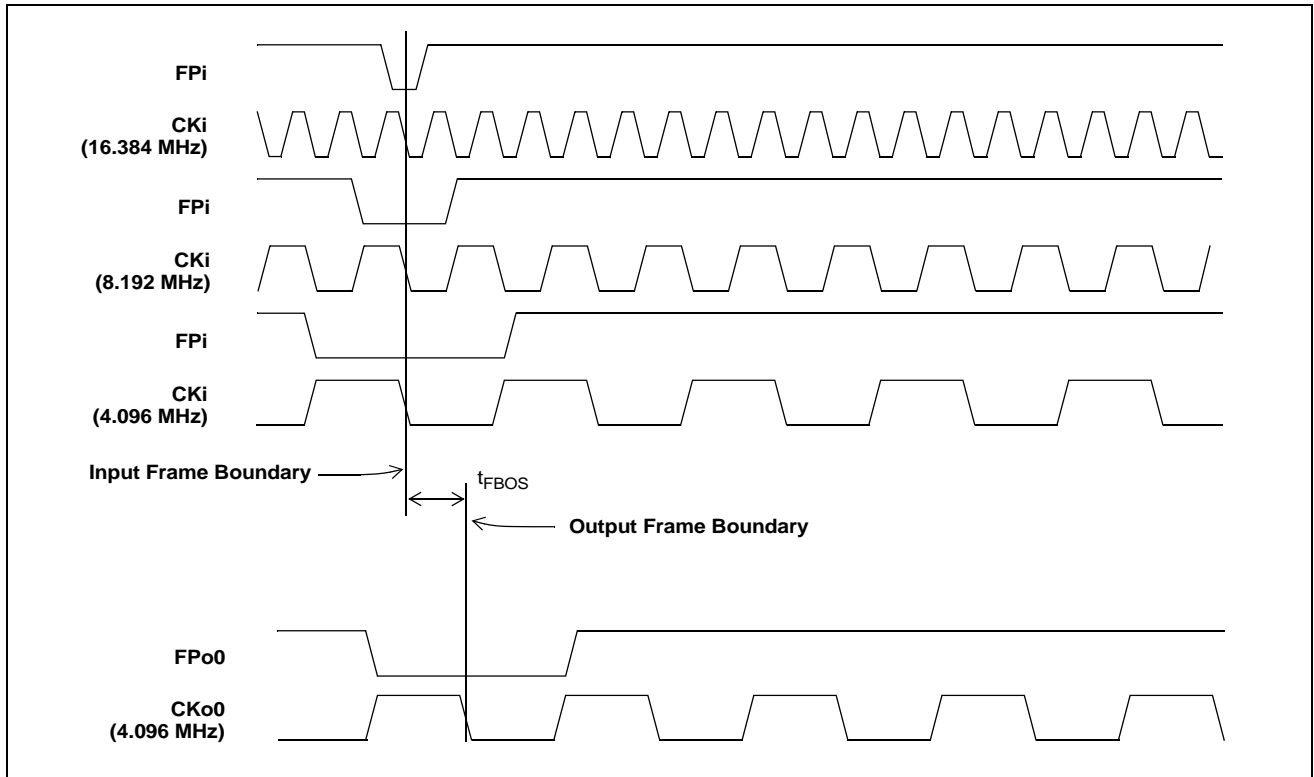 FPi
CKi
(16.384 MHz)
FPi
CKi
(8.192 MHz)
FPi
CKi
(4.096 MHz)
Input Frame Boundary
tFBOS
Output Frame Boundary
FPo0
CKo0
(4.096 MHz)